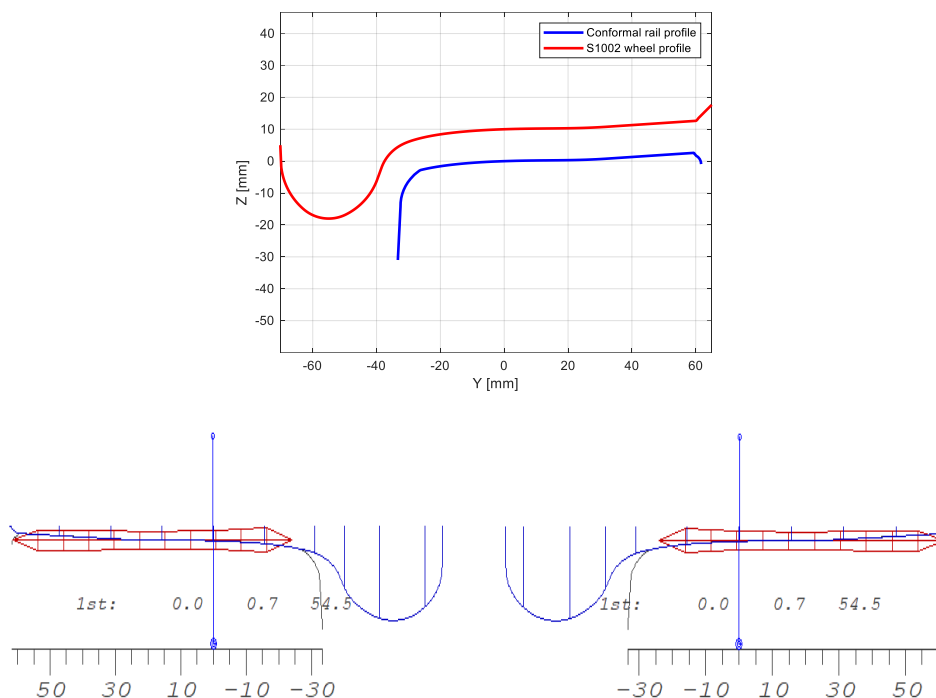 Conformal rail profile
S1002 wheel profile
40
30
20
10
0
-10
-20
-30
-40
-50
Z [mm]
-60 -40 -20 0 20 40 60
Y [mm]
1st: 0.0 0.7 54.5
1st: 0.0 0.7 54.5
50 30 10 -10 -30
-30 -10 10 30 50